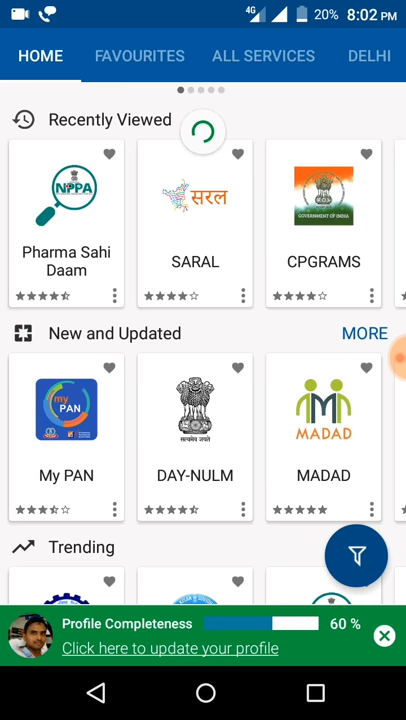 4G 20% 8:02 PM
HOME FAVOURITES ALL SERVICES DELHI
Recently Viewed
NPPA
सरल
GOVERNMENT OF INDIA
Pharma Sahi
Daam
SARAL
CPGRAMS
New and Updated MORE
my
PAN
सत्यमेव जयते
MADAD
My PAN
DAY-NULM
MADAD
Trending
Profile Completeness 60 %
Click here to update your profile